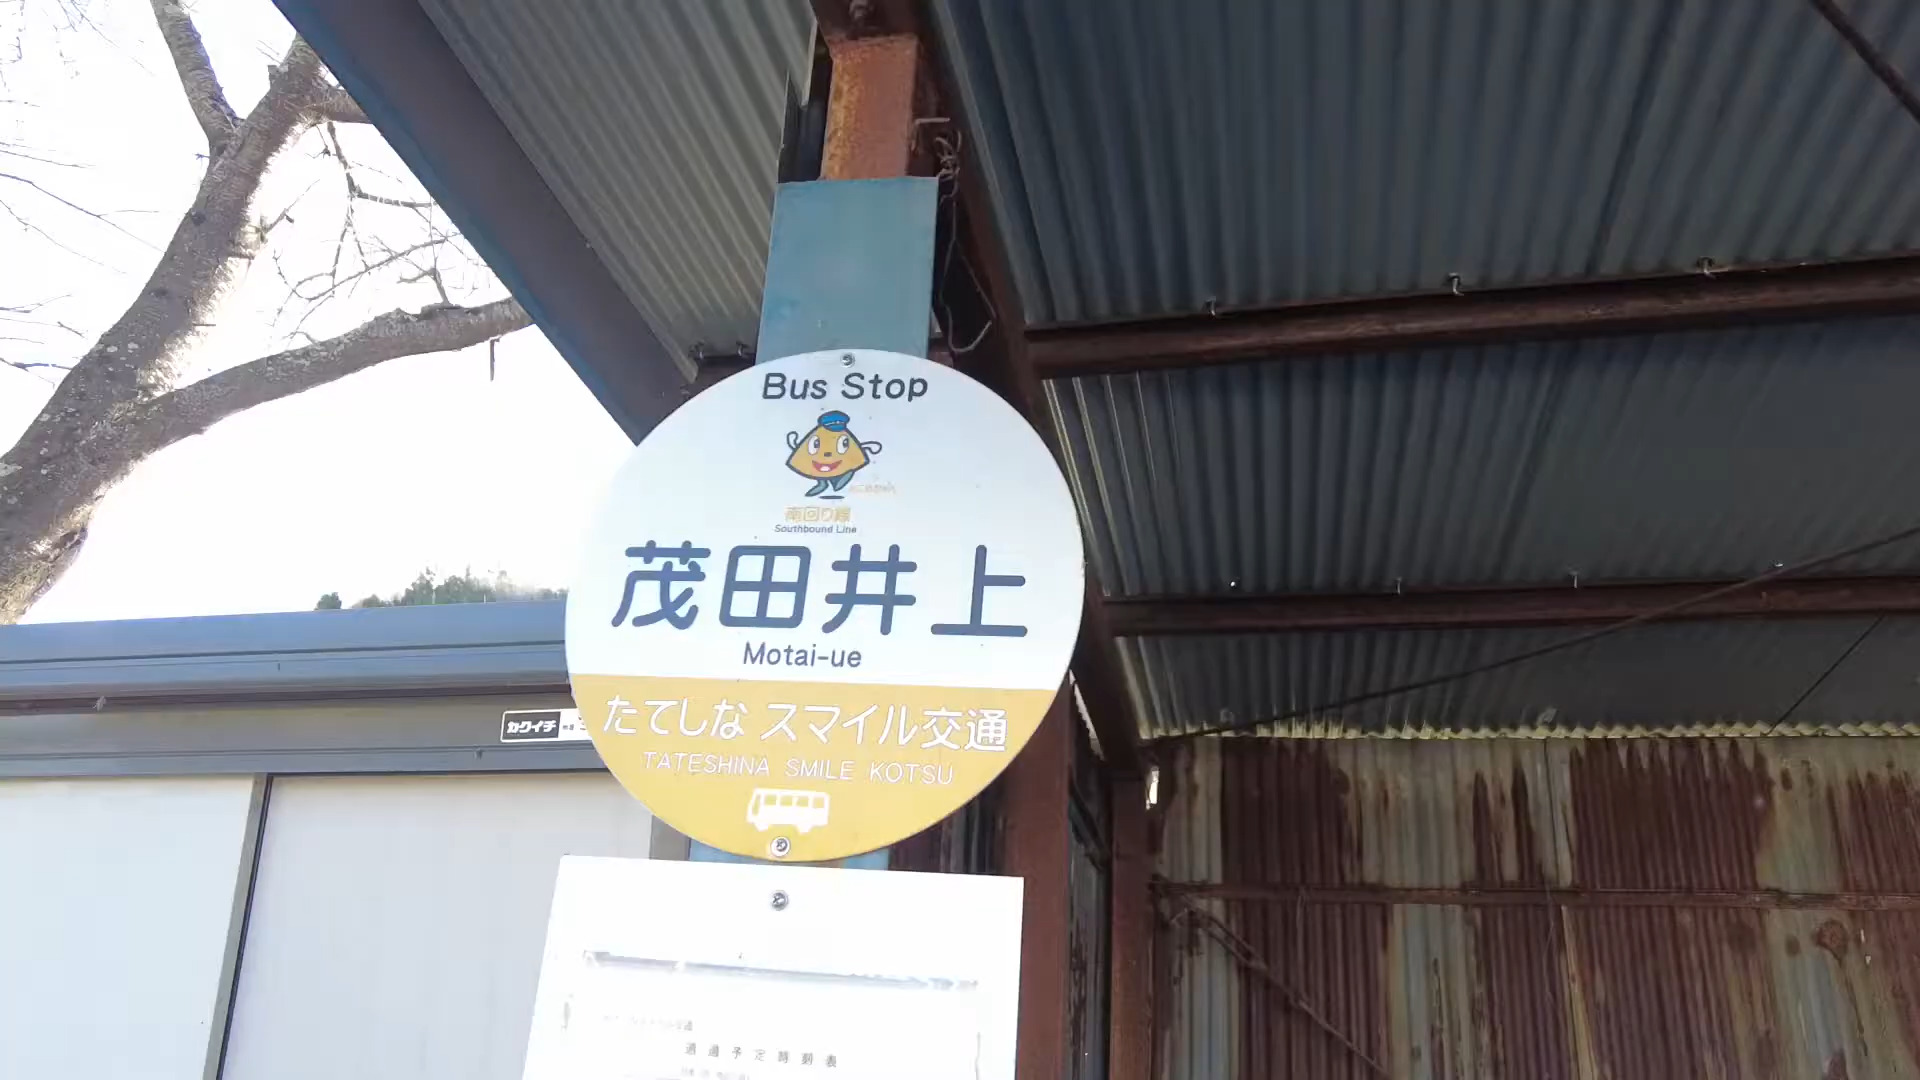 Bus Stop
南回り線
Southbound Line
茂田井上
Motai-ue
カクイチ
たてしな スマイル交通
TATESHINA SMILE KOTSU
通過予定時刻表